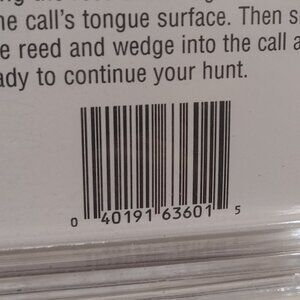 he call's tongue surface. Then s
e reed and wedge into the call a
ady to continue your hunt.
0 40191 63601 5